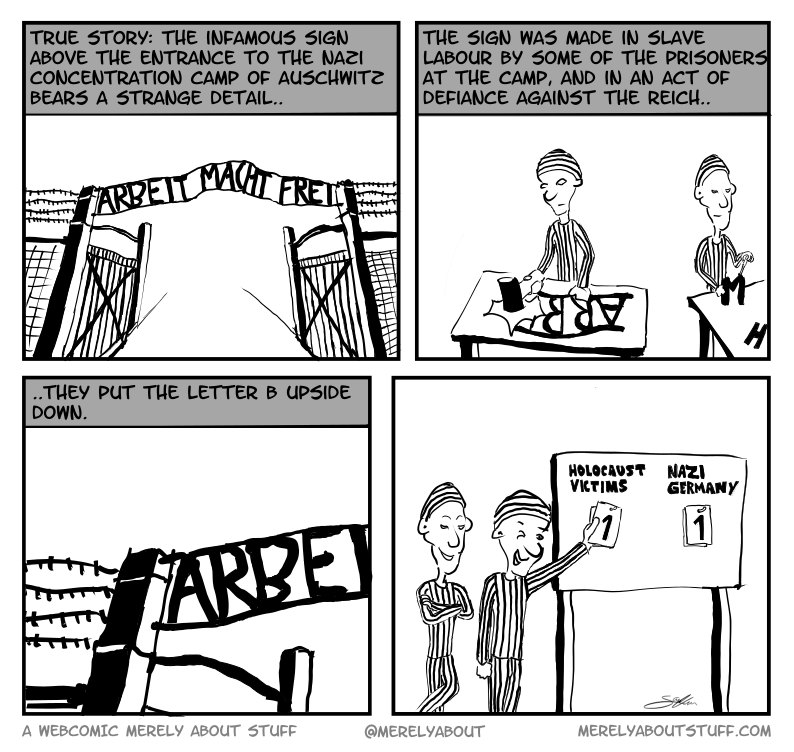 TRUE STORY: THE INFAMOUS SIGN
ABOVE THE ENTRANCE TO THE NAZI
CONCENTRATION CAMP OF AUSCHWITZ
BEARS A STRANGE DETAIL..
ARBEIT MACHT FREI
THE SIGN WAS MADE IN SLAVE
LABOUR BY SOME OF THE PRISONERS
AT THE CAMP, AND IN AN ACT OF
DEFIANCE AGAINST THE REICH..
ARB
M
H
..THEY PUT THE LETTER B UPSIDE
DOWN.
ARBEI
HOLOCAUST
VICTIMS
1
NAZI
GERMANY
1
A WEBCOMIC MERELY ABOUT STUFF
@MERELYABOUT
MERELYABOUTSTUFF.COM